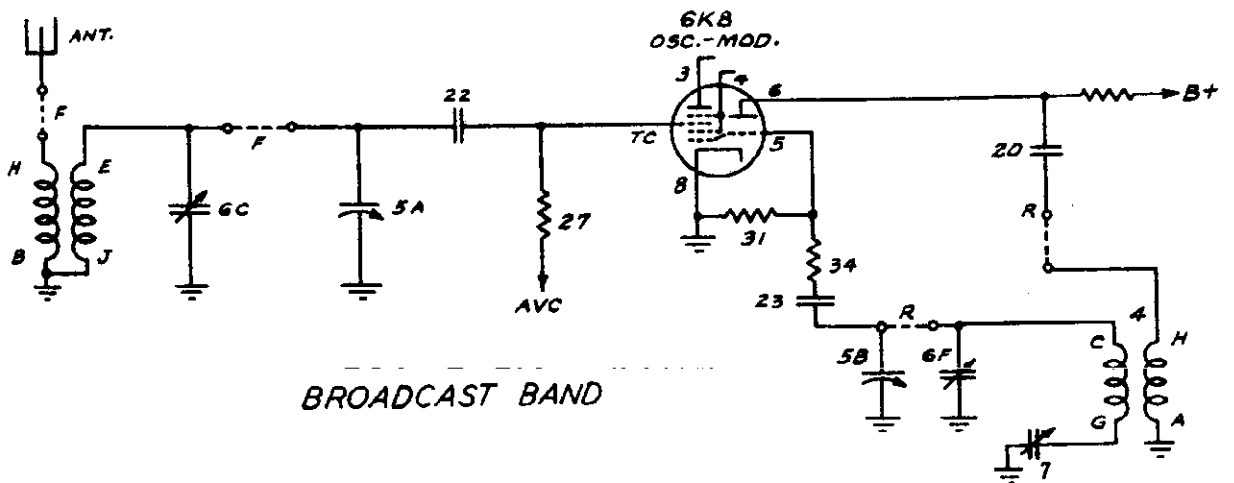 6K8
OSC.-MOD.
ANT.
3
4
6
B+
22
F
F
TC
5
20
H
E
8
R
6C
5A
27
31
34
B
J
23
4
AVC
R
C
H
5B
6F
BROADCAST BAND
G
A
7